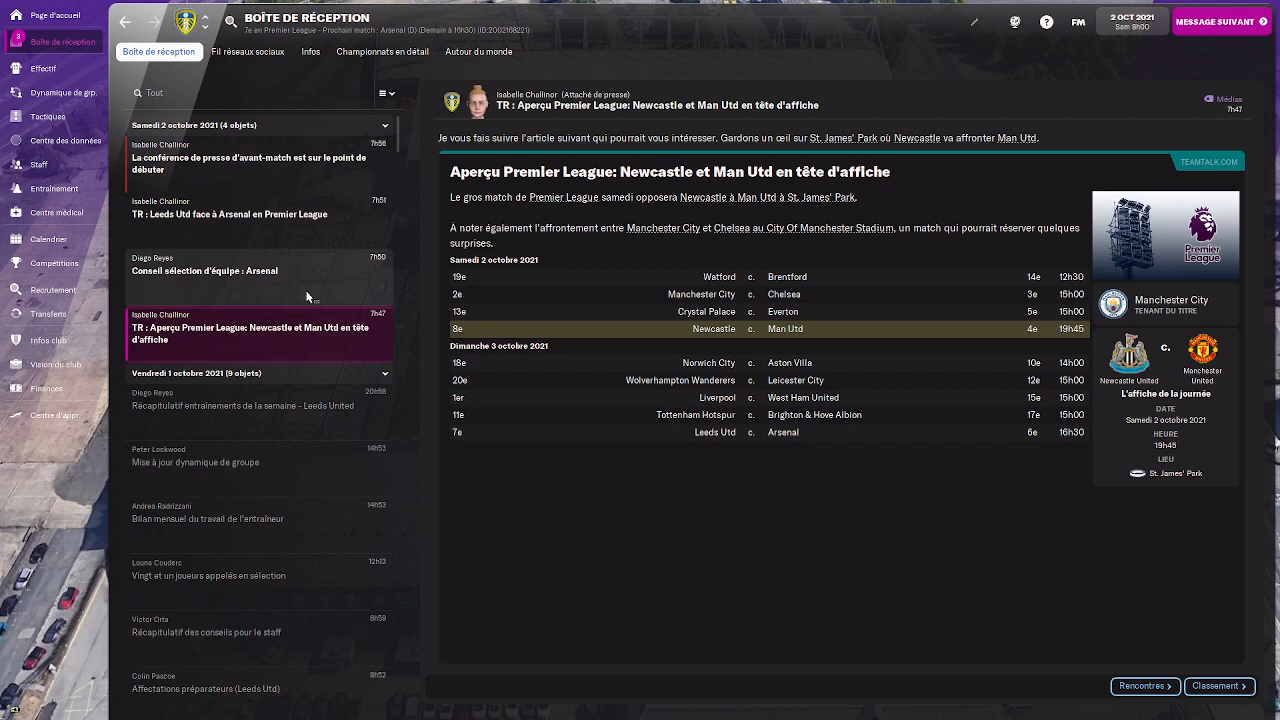 Page d'accueil
3
Boîte de réception
Effectif
Dynamique de grp.
Tactiques
Centre des données
Staff
Entraînement
Centre médical
Calendrier
Compétitions
Recrutement
Transferts
Infos club
Vision du club
Finances
Centre d'appr.
BOÎTE DE RÉCEPTION
7e en Premier League - Prochain match : Arsenal (D) (Demain à 16h30) (ID:2002168221)
FM
2 OCT 2021
Sam 8h00
MESSAGE SUIVANT
Boîte de réception
Fil réseaux sociaux
Infos
Championnats en détail
Autour du monde
Tout
Samedi 2 octobre 2021 (4 objets)
Isabelle Challinor 7h56
La conférence de presse d'avant-match est sur le point de
débuter
Isabelle Challinor 7h51
TR : Leeds Utd face à Arsenal en Premier League
Diego Reyes 7h50
Conseil sélection d'équipe : Arsenal
Isabelle Challinor 7h47
TR : Aperçu Premier League: Newcastle et Man Utd en tête
d'affiche
Vendredi 1 octobre 2021 (9 objets)
Diego Reyes 20h58
Récapitulatif entraînements de la semaine - Leeds United
Peter Lockwood 14h53
Mise à jour dynamique de groupe
Andrea Radrizzani 14h53
Bilan mensuel du travail de l'entraîneur
Louna Couderc 12h13
Vingt et un joueurs appelés en sélection
Victor Orta 8h59
Récapitulatif des conseils pour le staff
Colin Pascoe 8h52
Affectations préparateurs (Leeds Utd)
Isabelle Challinor (Attaché de presse)
TR : Aperçu Premier League: Newcastle et Man Utd en tête d'affiche
Médias
7h47
Je vous fais suivre l'article suivant qui pourrait vous intéresser. Gardons un œil sur St. James' Park où Newcastle va affronter Man Utd.
TEAMTALK.COM
Aperçu Premier League: Newcastle et Man Utd en tête d'affiche
Le gros match de Premier League samedi opposera Newcastle à Man Utd à St. James' Park.
À noter également l'affrontement entre Manchester City et Chelsea au City Of Manchester Stadium, un match qui pourrait réserver quelques
surprises.
Samedi 2 octobre 2021
19e Watford c. Brentford 14e 12h30
2e Manchester City c. Chelsea 3e 15h00
13e Crystal Palace c. Everton 5e 15h00
8e Newcastle c. Man Utd 4e 19h45
Dimanche 3 octobre 2021
18e Norwich City c. Aston Villa 10e 14h00
20e Wolverhampton Wanderers c. Leicester City 12e 15h00
1er Liverpool c. West Ham United 15e 15h00
11e Tottenham Hotspur c. Brighton & Hove Albion 17e 15h00
7e Leeds Utd c. Arsenal 6e 16h30
Premier
League
Manchester City
TENANT DU TITRE
c.
Newcastle United
Manchester
United
L'affiche de la journée
DATE
Samedi 2 octobre 2021
HEURE
19h45
LIEU
St. James' Park
Rencontres
Classement